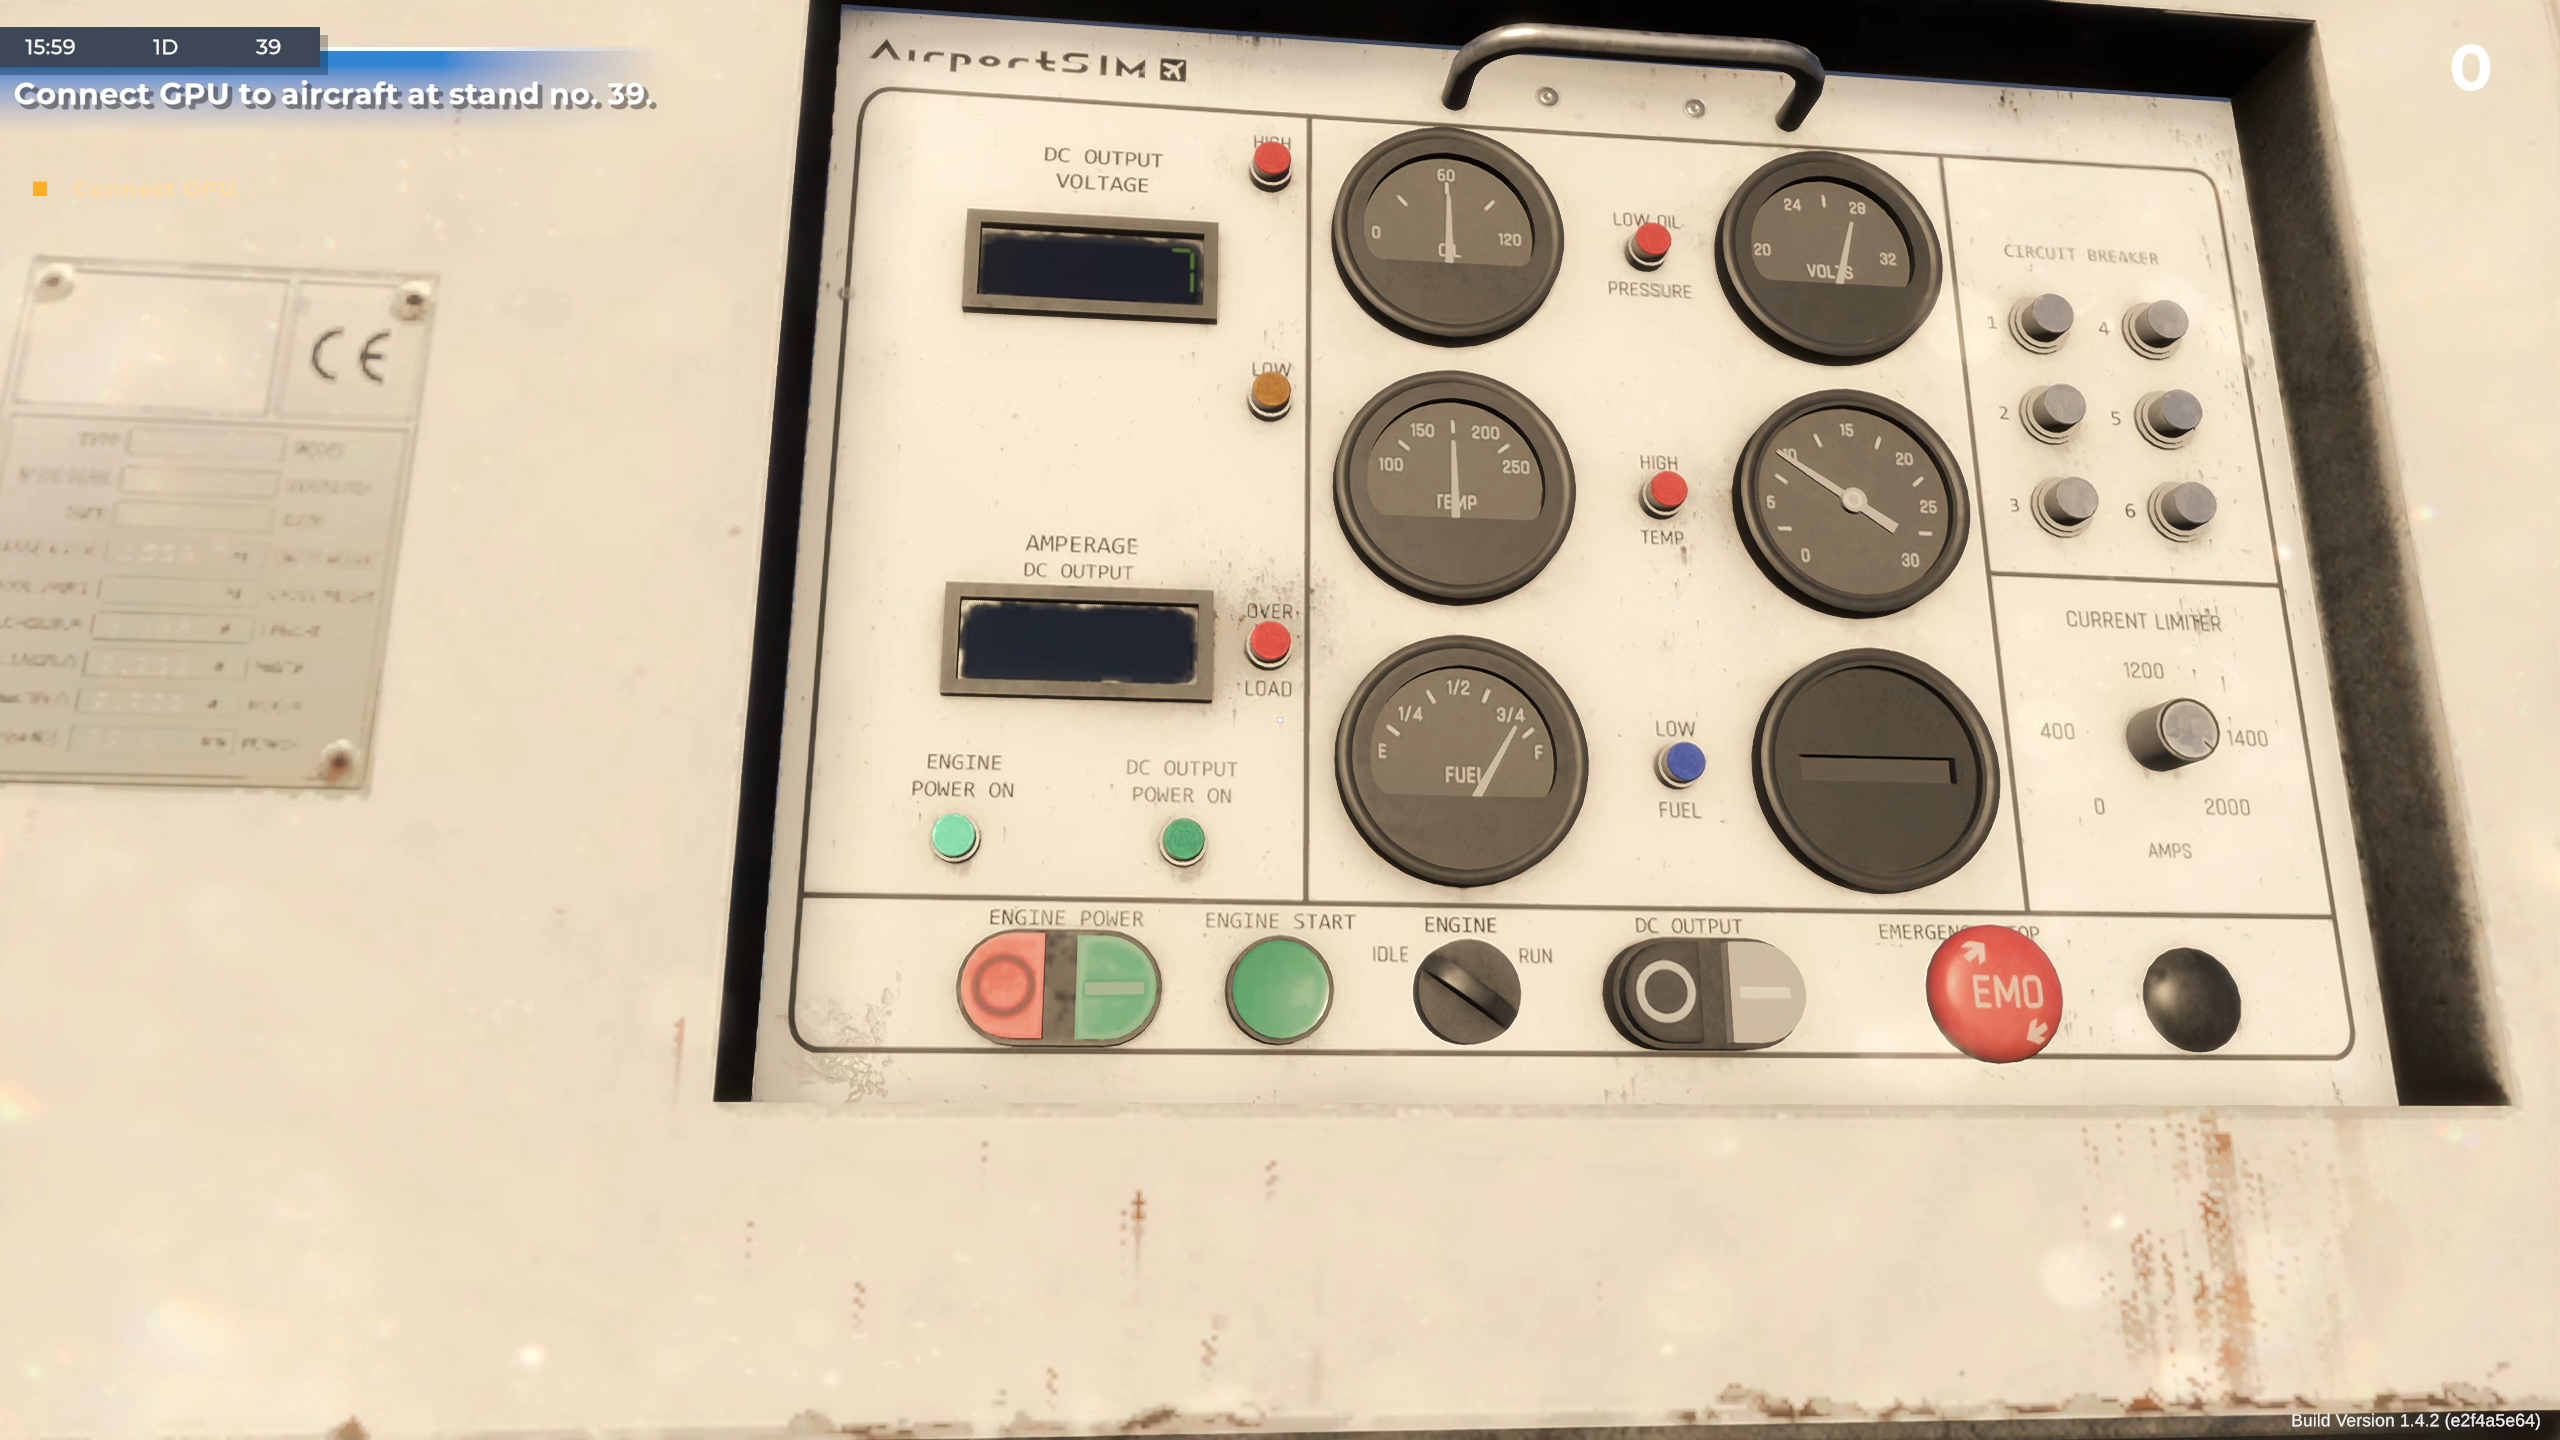 15:59 1D 39
Connect GPU to aircraft at stand no. 39.
Connect GPU.
0
AirportSIM
CE
DC OUTPUT
VOLTAGE
HIGH
LOW
AMPERAGE
DC OUTPUT
OVER
LOAD
ENGINE
POWER ON
DC OUTPUT
POWER ON
60
0 120
OIL
LOW OIL
PRESSURE
24 28
20 32
VOLTS
150 200
100 250
TEMP
HIGH
TEMP
15
10 20
6 25
0 30
1/2
1/4 3/4
E F
FUEL
LOW
FUEL
CIRCUIT BREAKER
1 4
2 5
3 6
CURRENT LIMITER
1200
400 1400
0 2000
AMPS
ENGINE POWER
ENGINE START
ENGINE
IDLE RUN
DC OUTPUT
EMO
Build Version 1.4.2 (e2f4a5e64)